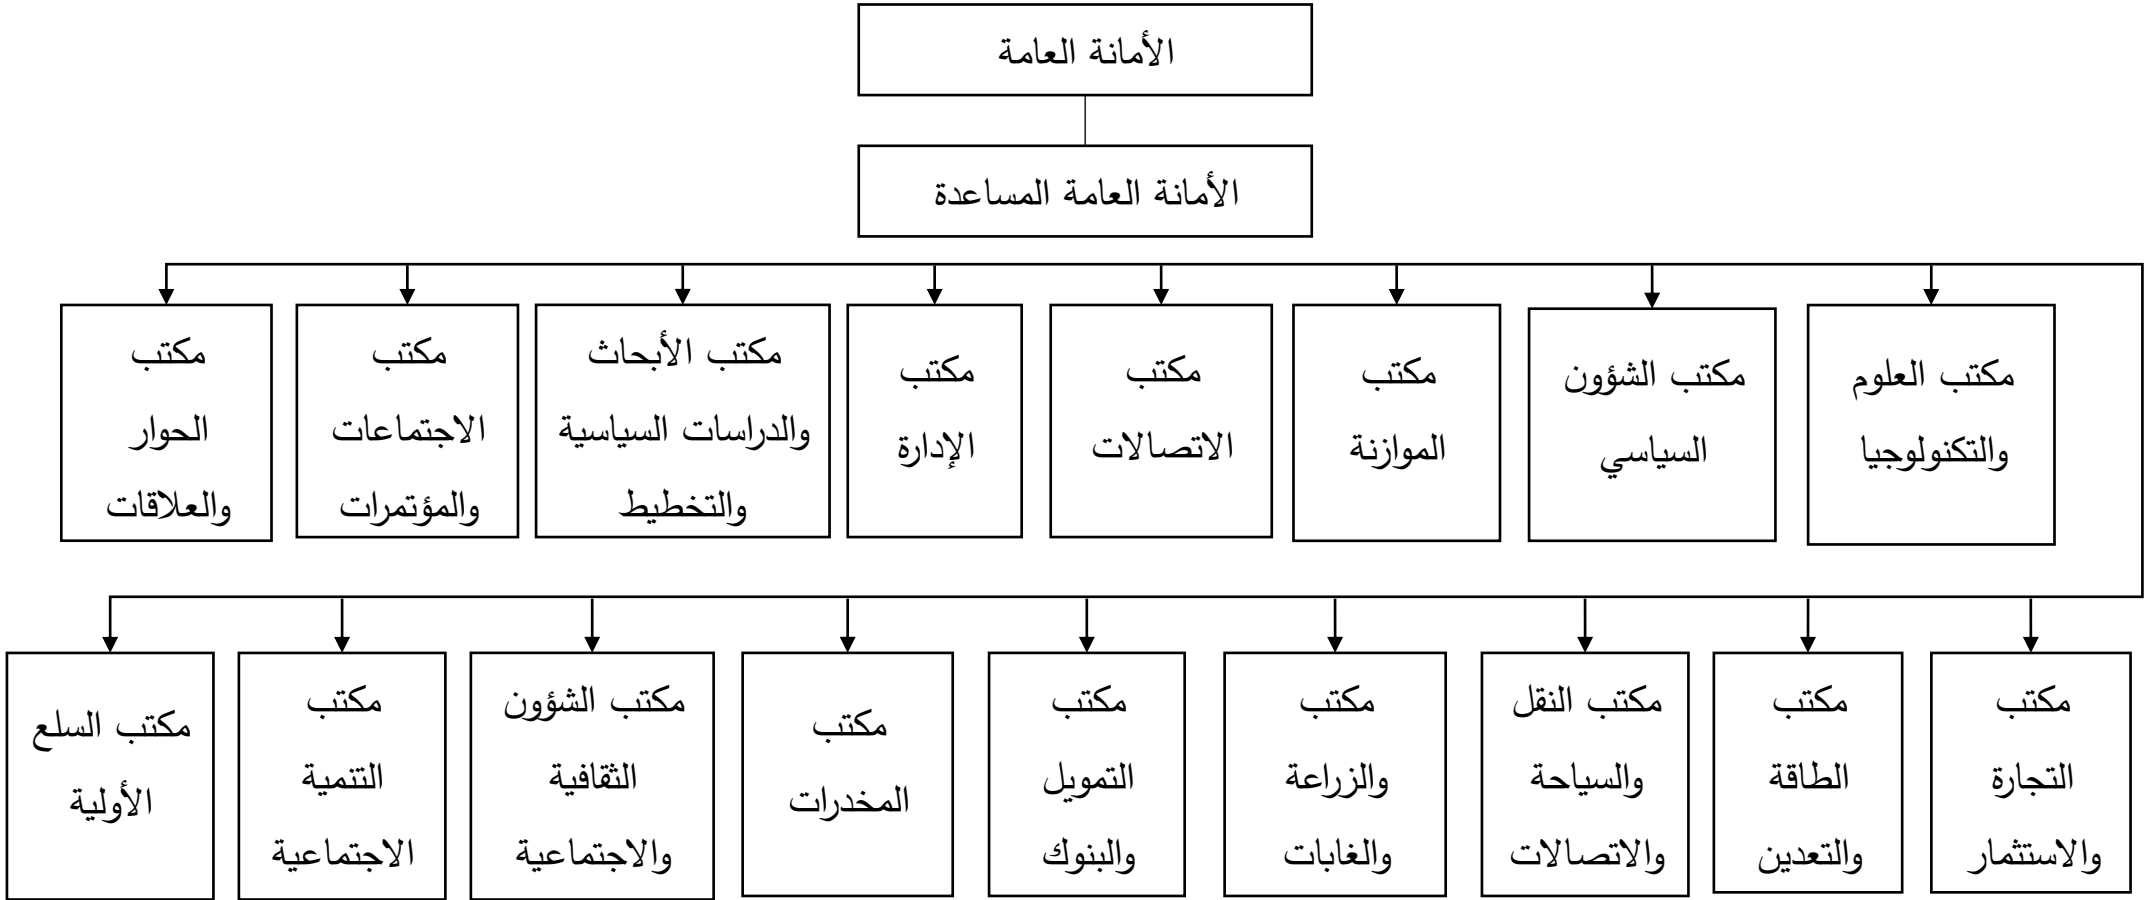 الأمانة العامة
الأمانة العامة المساعدة
مكتب العلوم
والتكنولوجيا
مكتب الشؤون
السياسي
مكتب
الموازنة
مكتب
الاتصالات
مكتب
الإدارة
مكتب الأبحاث
والدراسات السياسية
والتخطيط
مكتب
الاجتماعات
والمؤتمرات
مكتب
الحوار
والعلاقات
مكتب
التجارة
والاستثمار
مكتب
الطاقة
والتعدين
مكتب النقل
والسياحة
والاتصالات
مكتب
والزراعة
والغابات
مكتب
التمويل
والبنوك
مكتب
المخدرات
مكتب الشؤون
الثقافية
والاجتماعية
مكتب
التنمية
الاجتماعية
مكتب السلع
الأولية